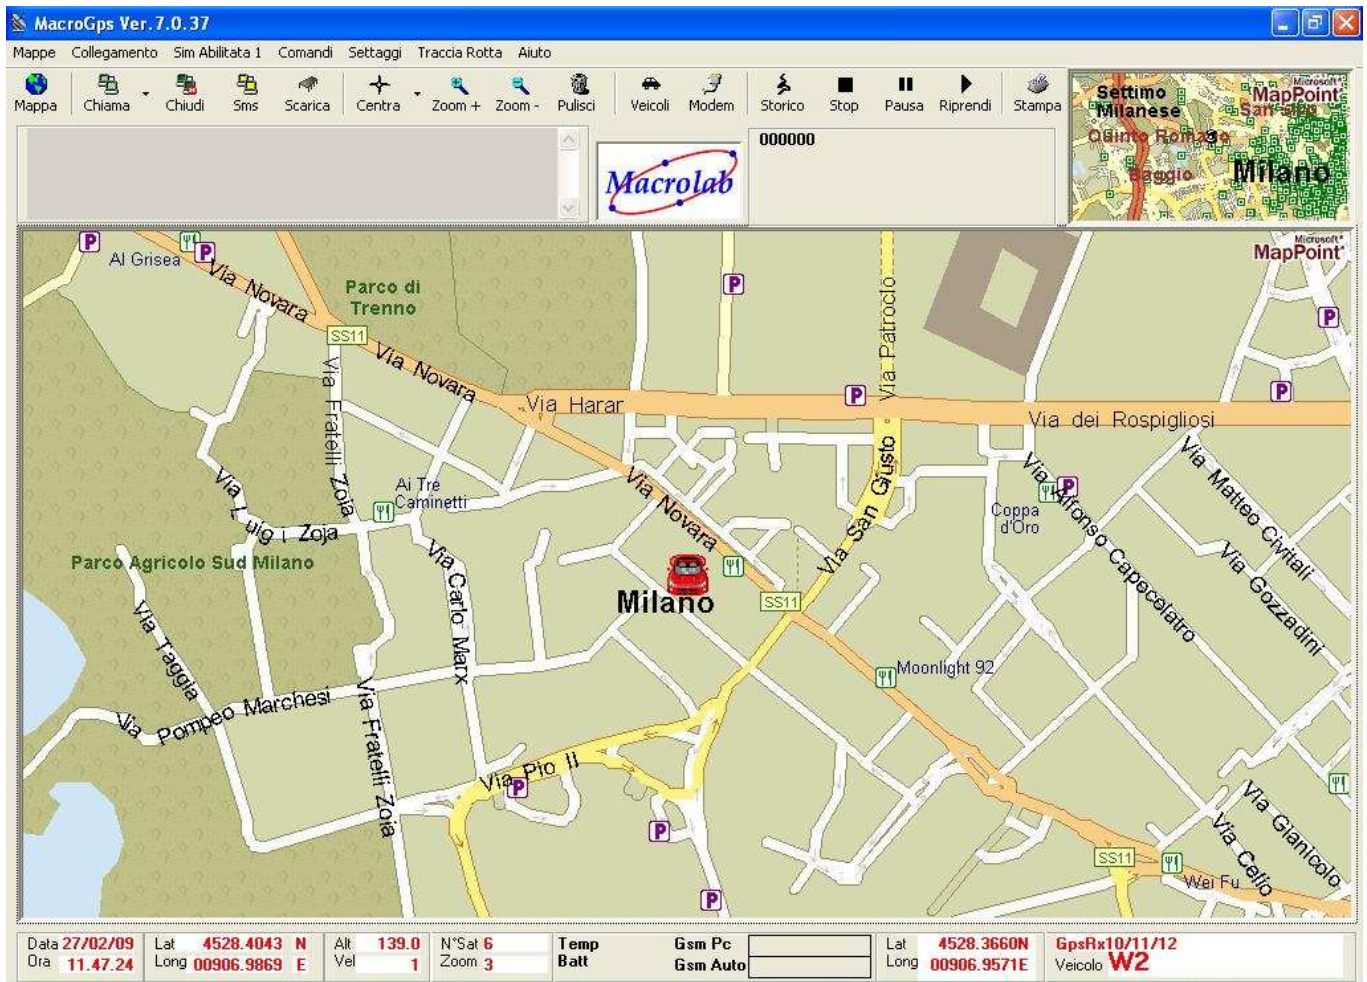 MacroGps Ver.7.0.37
Mappe Collegamento Sim Abilitata 1 Comandi Settaggi Traccia Rotta Aiuto
Mappa Chiama Chiudi Sms Scarica Centra Zoom + Zoom - Pulisci Veicoli Modem Storico Stop Pausa Riprendi Stampa
Microsoft
MapPoint
Settimo
Milanese
San Siro
Quinto Romano
3
Baggio
Milano
Macrolab
000000
Microsoft
MapPoint
P
P
Al Grisea
Via Novara
Parco di
Trenno
SS11
Via Novara
P
Via Patroclo
P
P
P
Via Harar
Via dei Rospigliosi
Via Fratelli Zoia
Via Luigi Zoja
Ai Tre
Caminetti
Via Novara
Via San Giusto
Coppa
d'Oro
P
Via Alfonso Capecelatro
Via Matteo Civitali
Via Gozzadini
Parco Agricolo Sud Milano
Via Taggia
Via Carlo Marx
Milano
SS11
Moonlight 92
Via Pompeo Marchesi
Via Fratelli Zoia
Via Pio II
P
P
P
SS11
Wei Fu
Via Celio
Via Gianicolo
Data 27/02/09 Lat 4528.4043 N Alt 139.0 N°Sat 6 Temp Gsm Pc Lat 4528.3660N GpsRx10/11/12
Ora 11.47.24 Long 00906.9869 E Vel 1 Zoom 3 Batt Gsm Auto Long 00906.9571E Veicolo W2